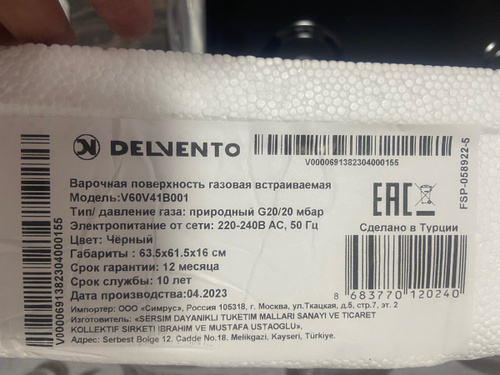 DELVENTO
V0000691382304000155
Варочная поверхность газовая встраиваемая
Модель:V60V41B001
Тип/ давление газа: природный G20/20 мбар
Электропитание от сети: 220-240В АС, 50 Гц
Цвет: Чёрный
Габариты : 63.5x61.5x16 см
Срок гарантии: 12 месяца
Срок службы: 10 лет
Дата производства:04.2023
Импортер: ООО «Симрус», Россия 105318, г. Москва, ул.Ткацкая, д.5, стр.7, эт. 2
Изготовитель: «SERSIM DAYANIKLI TUKETIM MALLARI SANAYI VE TICARET
KOLLEKTIF SIRKETI IBRAHIM VE MUSTAFA USTAOGLU».
Адрес: Serbest Bolge 12. Cadde No.18, Melikgazi, Kayseri, Türkiye.
V0000691382304000155
EAC
Сделано в Турции
8 683770 120240
FSP-058922-5